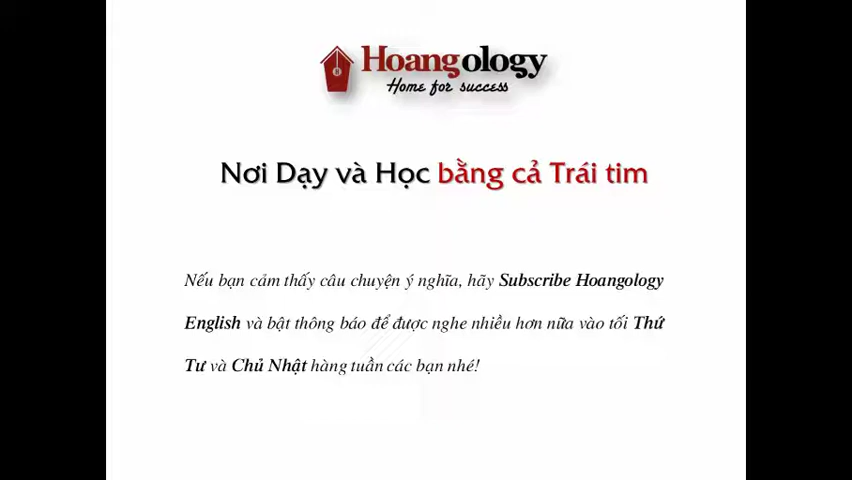 Hoangology
Home for success
Nơi Dạy và Học bằng cả Trái tim
Nếu bạn cảm thấy câu chuyện ý nghĩa, hãy Subscribe Hoangology
English và bật thông báo để được nghe nhiều hơn nữa vào tối Thứ
Tư và Chủ Nhật hàng tuần các bạn nhé!